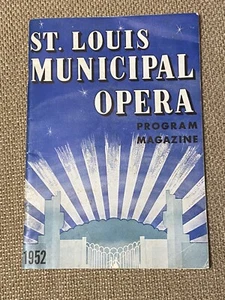 ST. LOUIS
MUNICIPAL
OPERA
PROGRAM
MAGAZINE
1952